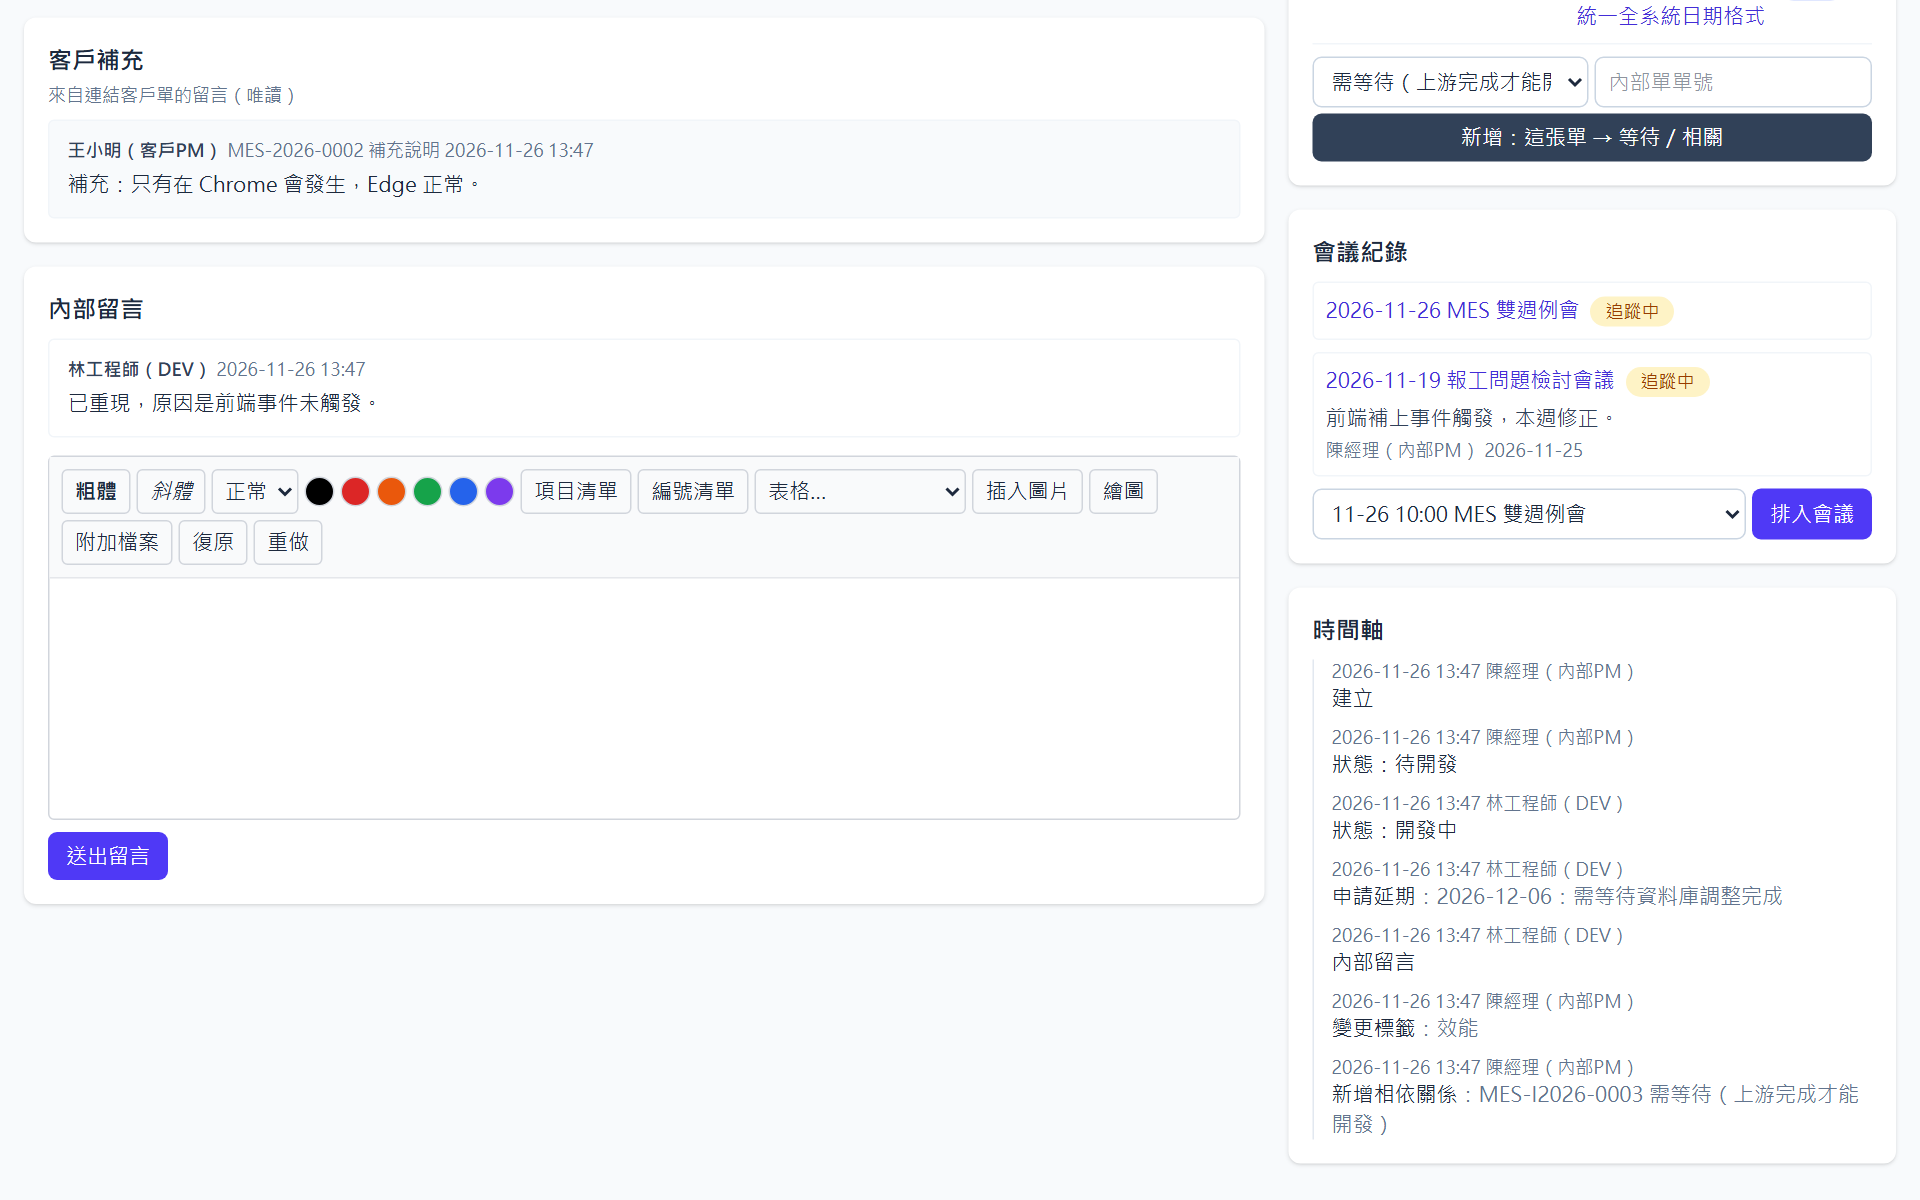 客戶補充
來自連結客戶單的留言（唯讀）
王小明（客戶PM） MES-2026-0002 補充說明 2026-11-26 13:47
補充：只有在 Chrome 會發生，Edge 正常。
內部留言
林工程師（DEV） 2026-11-26 13:47
已重現，原因是前端事件未觸發。
粗體 斜體 正常 項目清單 編號清單 表格... 插入圖片 繪圖
附加檔案 復原 重做
送出留言
統一全系統日期格式
需等待（上游完成才能 內部單單號
新增：這張單 → 等待 / 相關
會議紀錄
2026-11-26 MES 雙週例會 追蹤中
2026-11-19 報工問題檢討會議 追蹤中
前端補上事件觸發，本週修正。
陳經理（內部PM） 2026-11-25
11-26 10:00 MES 雙週例會 排入會議
時間軸
2026-11-26 13:47 陳經理（內部PM）
建立
2026-11-26 13:47 陳經理（內部PM）
狀態：待開發
2026-11-26 13:47 林工程師（DEV）
狀態：開發中
2026-11-26 13:47 林工程師（DEV）
申請延期：2026-12-06：需等待資料庫調整完成
2026-11-26 13:47 林工程師（DEV）
內部留言
2026-11-26 13:47 陳經理（內部PM）
變更標籤：效能
2026-11-26 13:47 陳經理（內部PM）
新增相依關係：MES-I2026-0003 需等待（上游完成才能
開發）